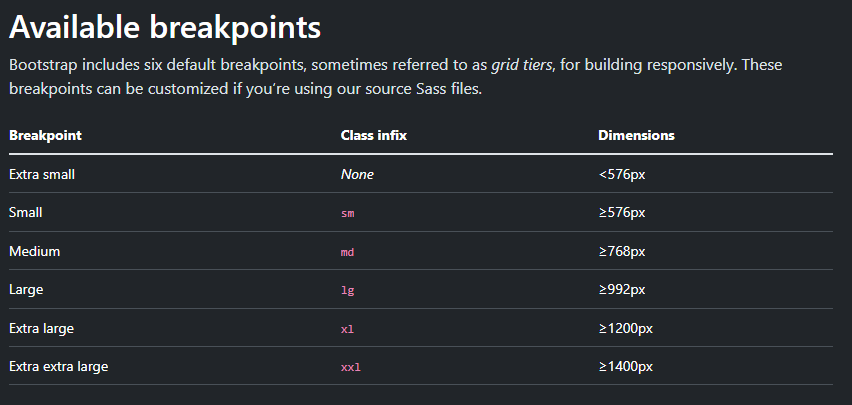 Available breakpoints
Bootstrap includes six default breakpoints, sometimes referred to as grid tiers, for building responsively. These
breakpoints can be customized if you’re using our source Sass files.
Breakpoint Class infix Dimensions
Extra small None <576px
Small sm ≥576px
Medium md ≥768px
Large lg ≥992px
Extra large xl ≥1200px
Extra extra large xxl ≥1400px